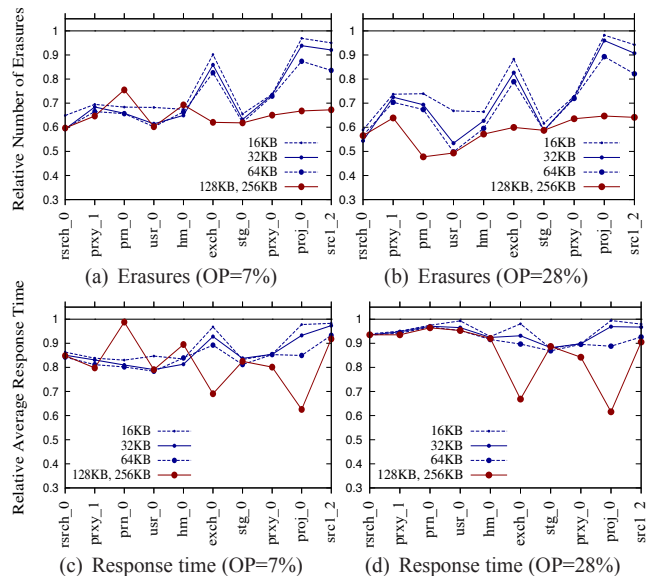 Relative Number of Erasures
1
0.9
0.8
0.7
0.6
0.5
0.4
0.3
16KB
32KB
64KB
128KB, 256KB
rsrch_0
prxy_1
prn_0
usr_0
hm_0
exch_0
stg_0
prxy_0
proj_0
src1_2
(a) Erasures (OP=7%)
1
0.9
0.8
0.7
0.6
0.5
0.4
0.3
16KB
32KB
64KB
128KB, 256KB
rsrch_0
prxy_1
prn_0
usr_0
hm_0
exch_0
stg_0
prxy_0
proj_0
src1_2
(b) Erasures (OP=28%)
Relative Average Response Time
1
0.9
0.8
0.7
0.6
0.5
0.4
0.3
16KB
32KB
64KB
128KB, 256KB
rsrch_0
prxy_1
prn_0
usr_0
hm_0
exch_0
stg_0
prxy_0
proj_0
src1_2
(c) Response time (OP=7%)
1
0.9
0.8
0.7
0.6
0.5
0.4
0.3
16KB
32KB
64KB
128KB, 256KB
rsrch_0
prxy_1
prn_0
usr_0
hm_0
exch_0
stg_0
prxy_0
proj_0
src1_2
(d) Response time (OP=28%)